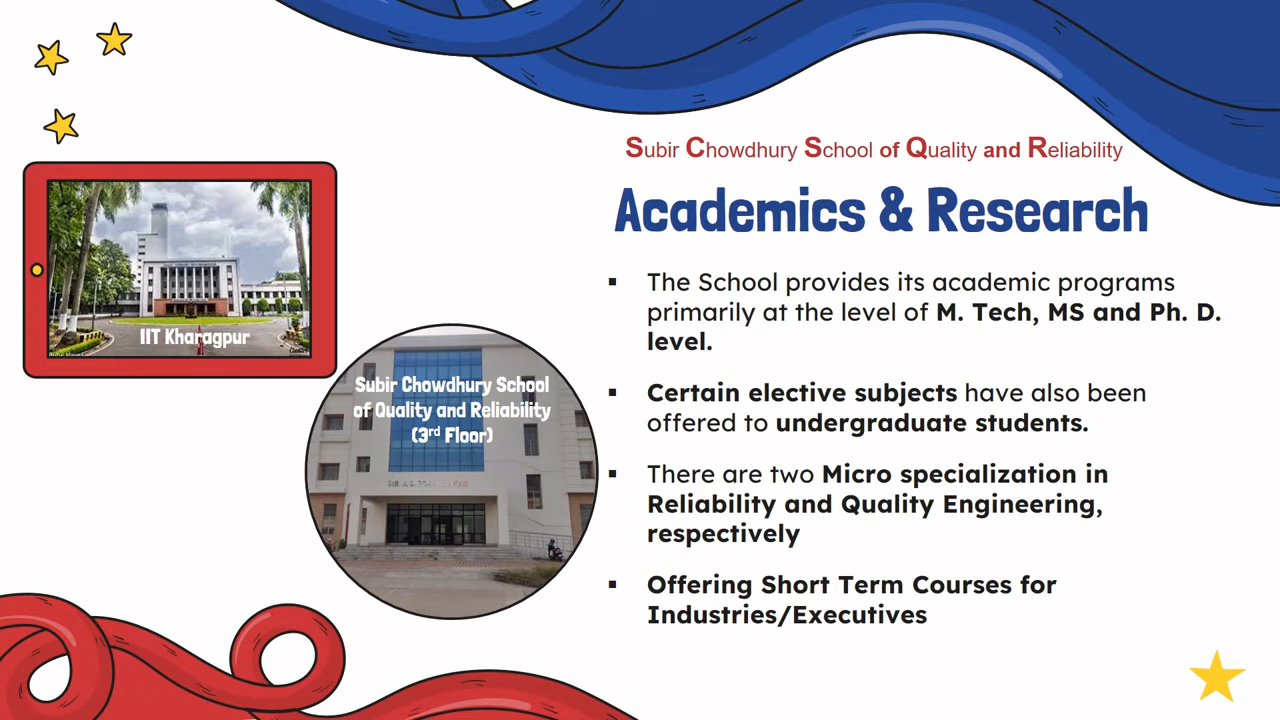 Subir Chowdhury School of Quality and Reliability
Academics & Research
IIT Kharagpur
Subir Chowdhury School
of Quality and Reliability
(3rd Floor)
▪ The School provides its academic programs
primarily at the level of M. Tech, MS and Ph. D.
level.
▪ Certain elective subjects have also been
offered to undergraduate students.
▪ There are two Micro specialization in
Reliability and Quality Engineering,
respectively
▪ Offering Short Term Courses for
Industries/Executives